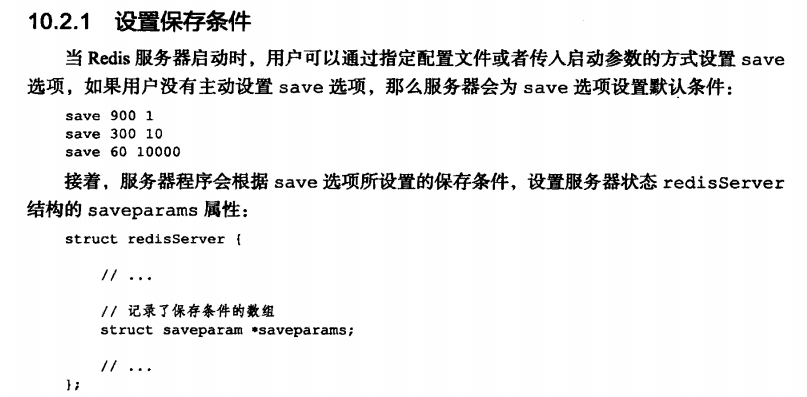 10.2.1 设置保存条件
当 Redis 服务器启动时，用户可以通过指定配置文件或者传入启动参数的方式设置 save
选项，如果用户没有主动设置 save 选项，那么服务器会为 save 选项设置默认条件：
save 900 1
save 300 10
save 60 10000
接着，服务器程序会根据 save 选项所设置的保存条件，设置服务器状态 redisServer
结构的 saveparams 属性：
struct redisServer {
// ...
// 记录了保存条件的数组
struct saveparam *saveparams;
// ...
};